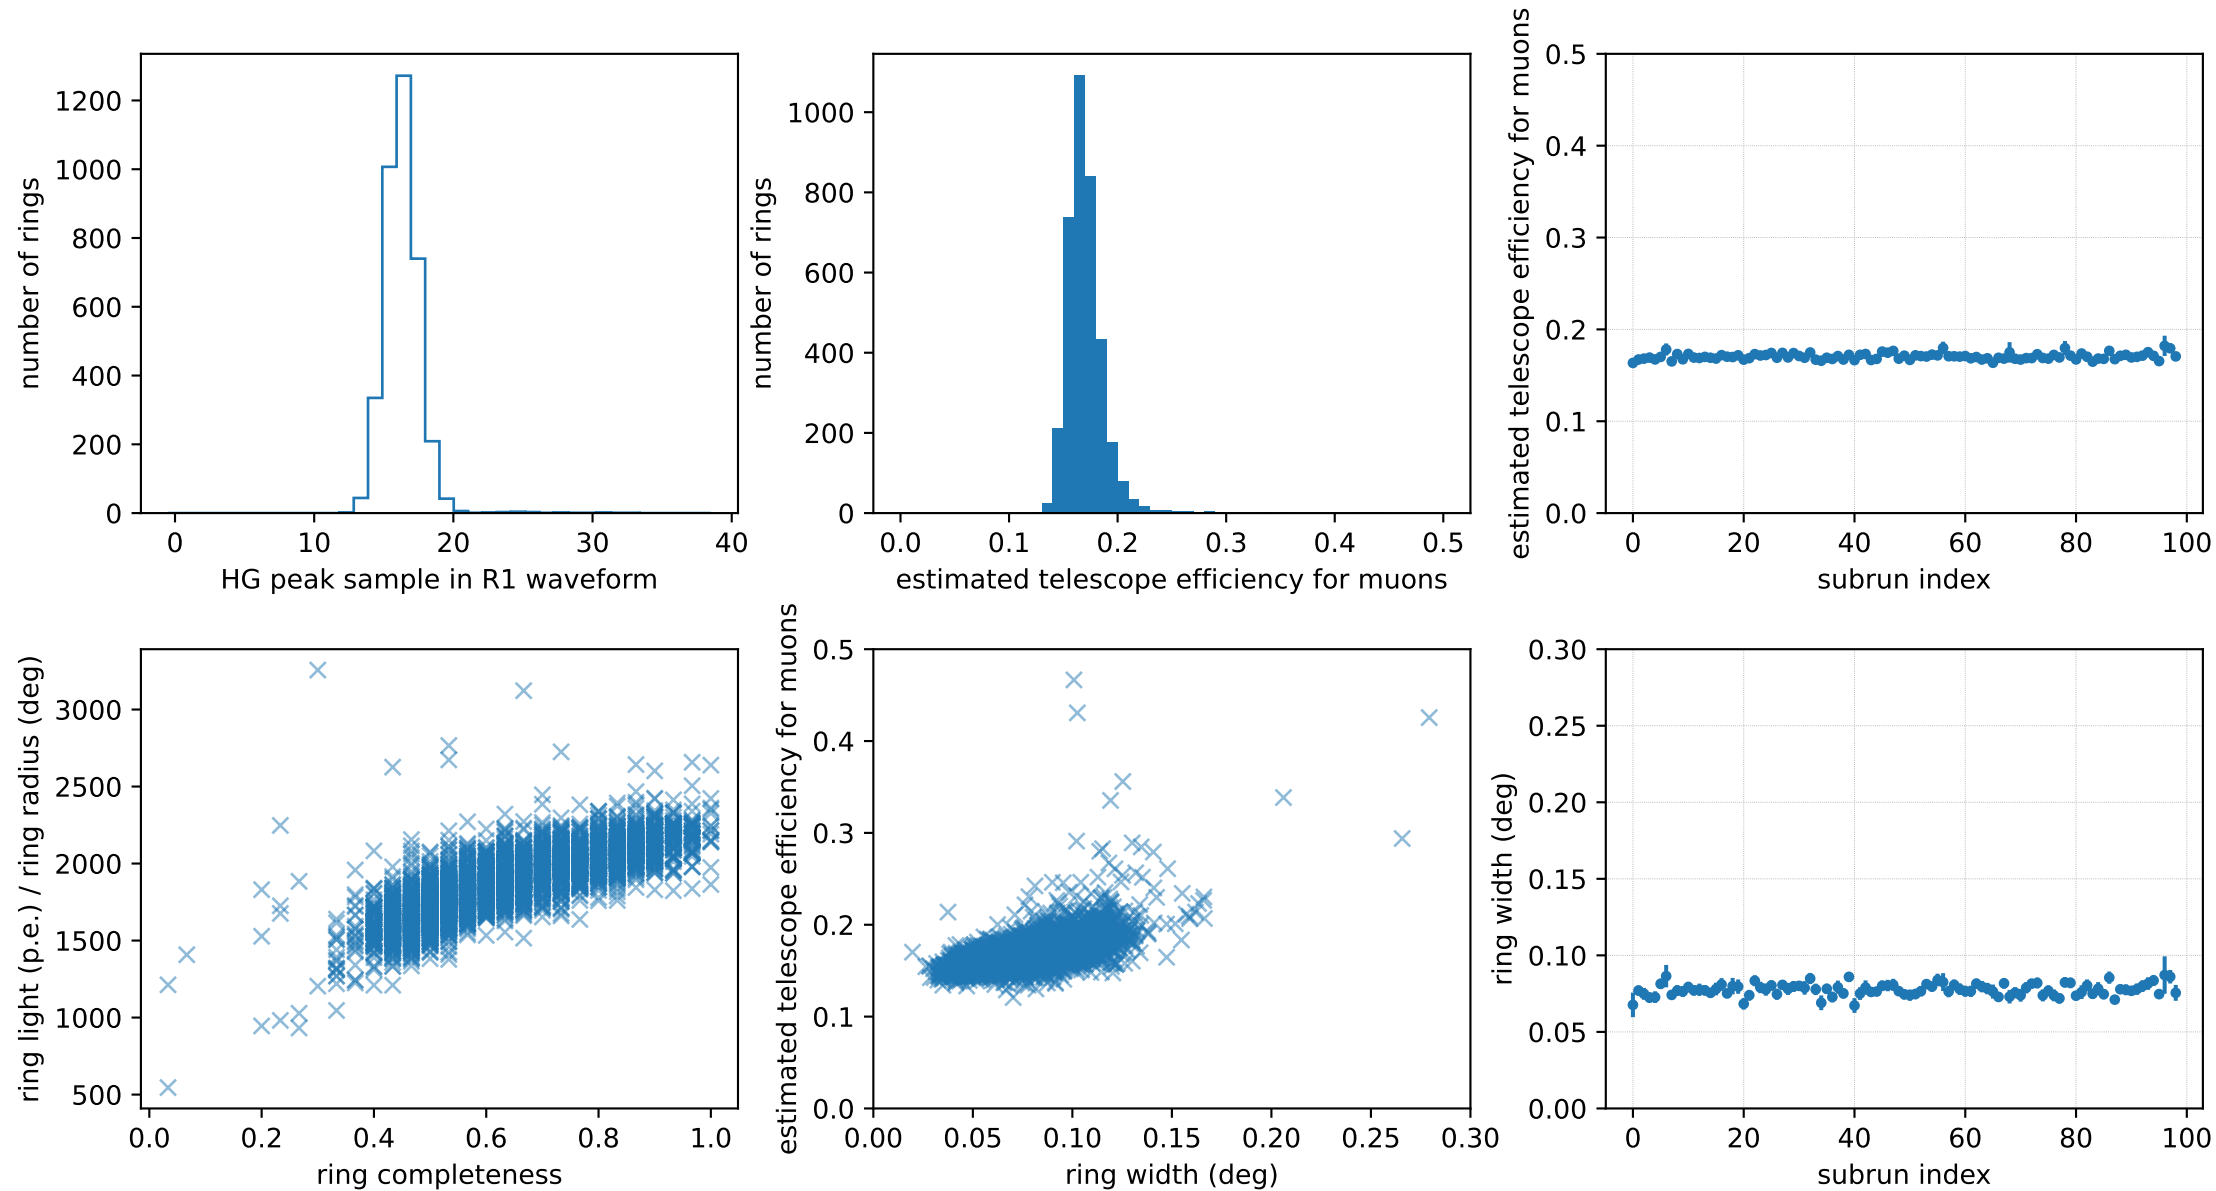 number of rings
1200
1000
800
600
400
200
0
0 10 20 30 40
HG peak sample in R1 waveform
number of rings
1000
800
600
400
200
0
0.0 0.1 0.2 0.3 0.4 0.5
estimated telescope efficiency for muons
estimated telescope efficiency for muons
0.5
0.4
0.3
0.2
0.1
0.0
0 20 40 60 80 100
subrun index
ring light (p.e.) / ring radius (deg)
3000
2500
2000
1500
1000
500
0.0 0.2 0.4 0.6 0.8 1.0
ring completeness
estimated telescope efficiency for muons
0.5
0.4
0.3
0.2
0.1
0.0
0.00 0.05 0.10 0.15 0.20 0.25 0.30
ring width (deg)
ring width (deg)
0.30
0.25
0.20
0.15
0.10
0.05
0.00
0 20 40 60 80 100
subrun index